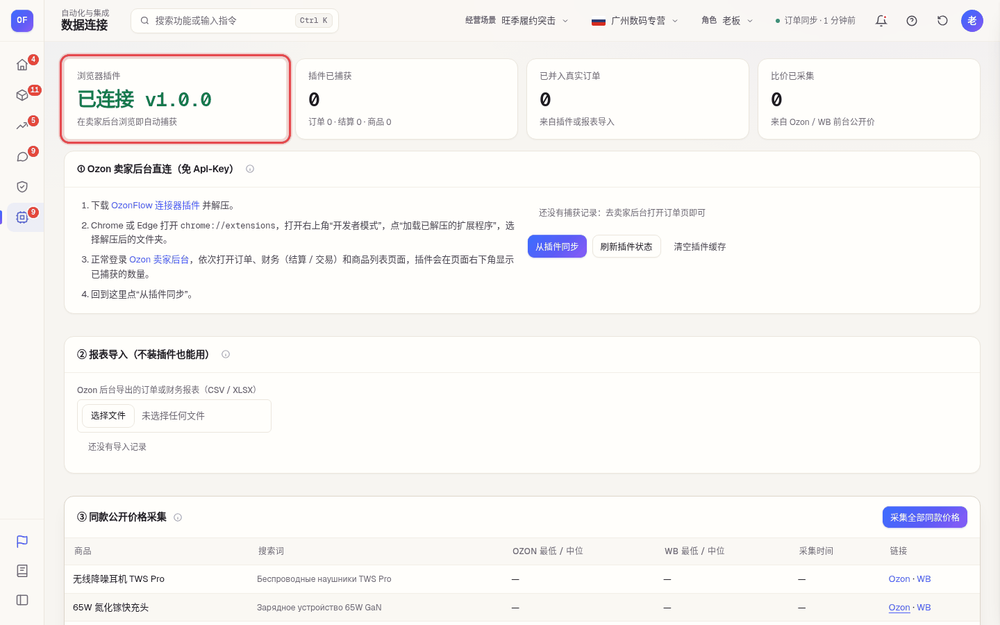 OF
自动化与集成
数据连接
搜索功能或输入指令
Ctrl K
经营场景 旺季履约突击
广州数码专营
角色 老板
订单同步 · 1 分钟前
老
4
11
5
9
9
浏览器插件
已连接 v1.0.0
在卖家后台浏览即自动捕获
插件已捕获
0
订单 0 · 结算 0 · 商品 0
已并入真实订单
0
来自插件或报表导入
比价已采集
0
来自 Ozon / WB 前台公开价
① Ozon 卖家后台直连（免 Api-Key）
1. 下载 OzonFlow 连接器插件 并解压。
2. Chrome 或 Edge 打开 chrome://extensions，打开右上角“开发者模式”，点“加载已解压的扩展程序”，选
择解压后的文件夹。
3. 正常登录 Ozon 卖家后台，依次打开订单、财务（结算 / 交易）和商品列表页面，插件会在页面右下角显示
已捕获的数量。
4. 回到这里点“从插件同步”。
还没有捕获记录：去卖家后台打开订单页即可
从插件同步
刷新插件状态
清空插件缓存
② 报表导入（不装插件也能用）
Ozon 后台导出的订单或财务报表（CSV / XLSX）
选择文件 未选择任何文件
还没有导入记录
③ 同款公开价格采集
采集全部同款价格
商品 搜索词 OZON 最低 / 中位 WB 最低 / 中位 采集时间 链接
无线降噪耳机 TWS Pro Беспроводные наушники TWS Pro — — — Ozon · WB
65W 氮化镓快充头 Зарядное устройство 65W GaN — — — Ozon · WB